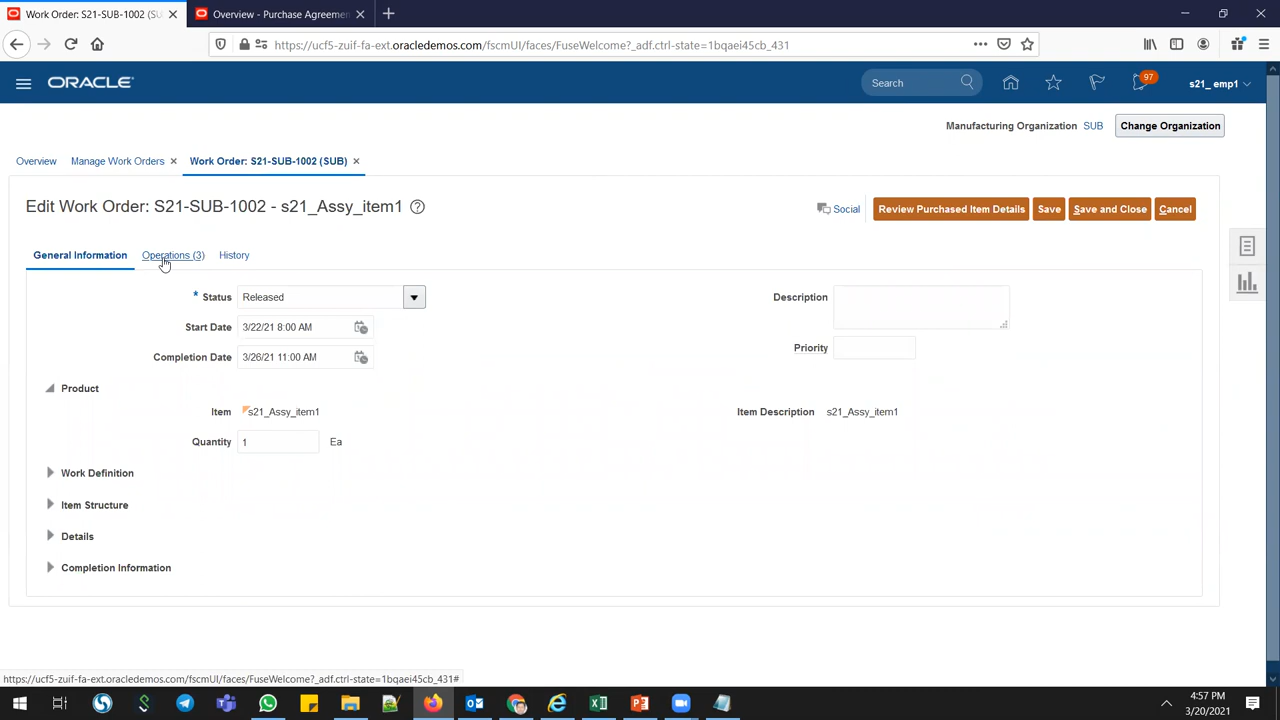 Work Order: S21-SUB-1002 (SU
Overview - Purchase Agreemen
https://ucf5-zuif-fa-ext.oracledemos.com/fscmUI/faces/FuseWelcome?_adf.ctrl-state=1bqaei45cb_431
ORACLE
Search
97
s21_ emp1
Manufacturing Organization SUB Change Organization
Overview Manage Work Orders Work Order: S21-SUB-1002 (SUB)
Edit Work Order: S21-SUB-1002 - s21_Assy_item1
Social Review Purchased Item Details Save Save and Close Cancel
General Information Operations (3) History
* Status Released
Description
Start Date 3/22/21 8:00 AM
Priority
Completion Date 3/26/21 11:00 AM
Product
Item s21_Assy_item1
Item Description s21_Assy_item1
Quantity 1 Ea
Work Definition
Item Structure
Details
Completion Information
https://ucf5-zuif-fa-ext.oracledemos.com/fscmUI/faces/FuseWelcome?_adf.ctrl-state=1bqaei45cb_431#
4:57 PM
3/20/2021